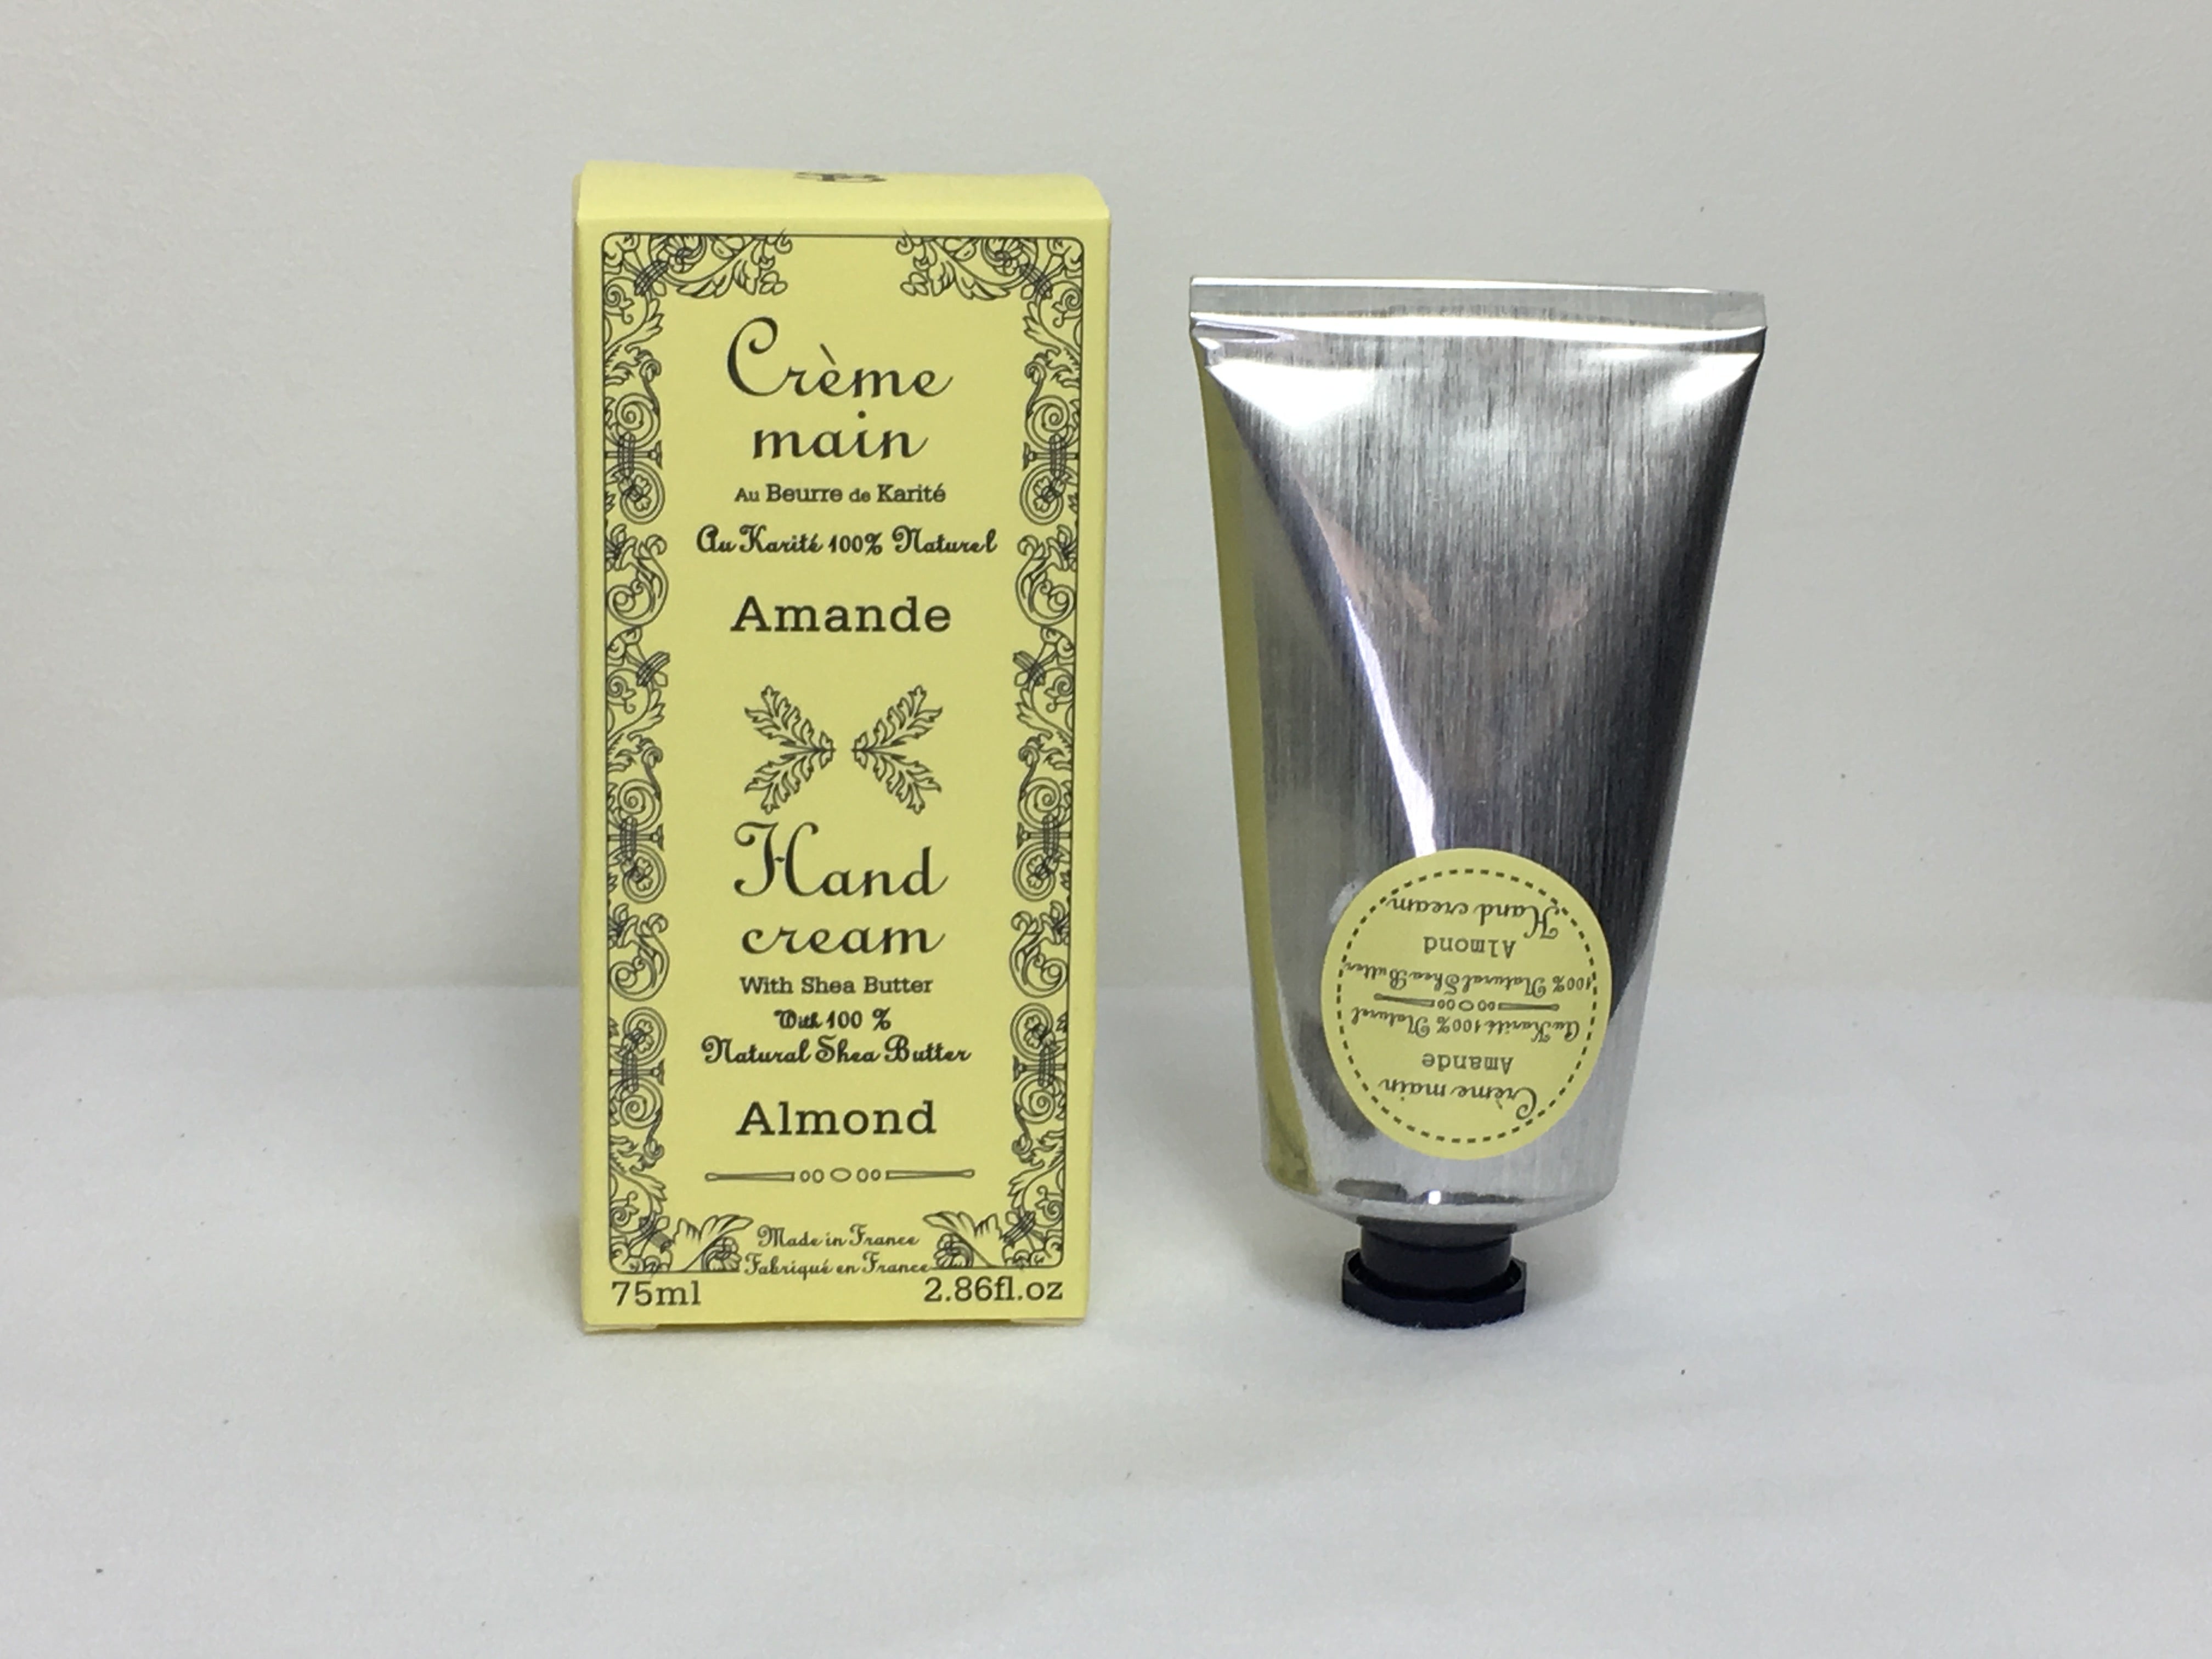 Crème
main
Au Beurre de Karité
Au Karité 100% Naturel
Amande
Hand
cream
With Shea Butter
With 100 %
Natural Shea Butter
Almond
Made in France
Fabriqué en France
75ml 2.86fl.oz
Crème main
Amande
Au Karité 100% Naturel
100% Natural Shea Butter
Almond
Hand cream